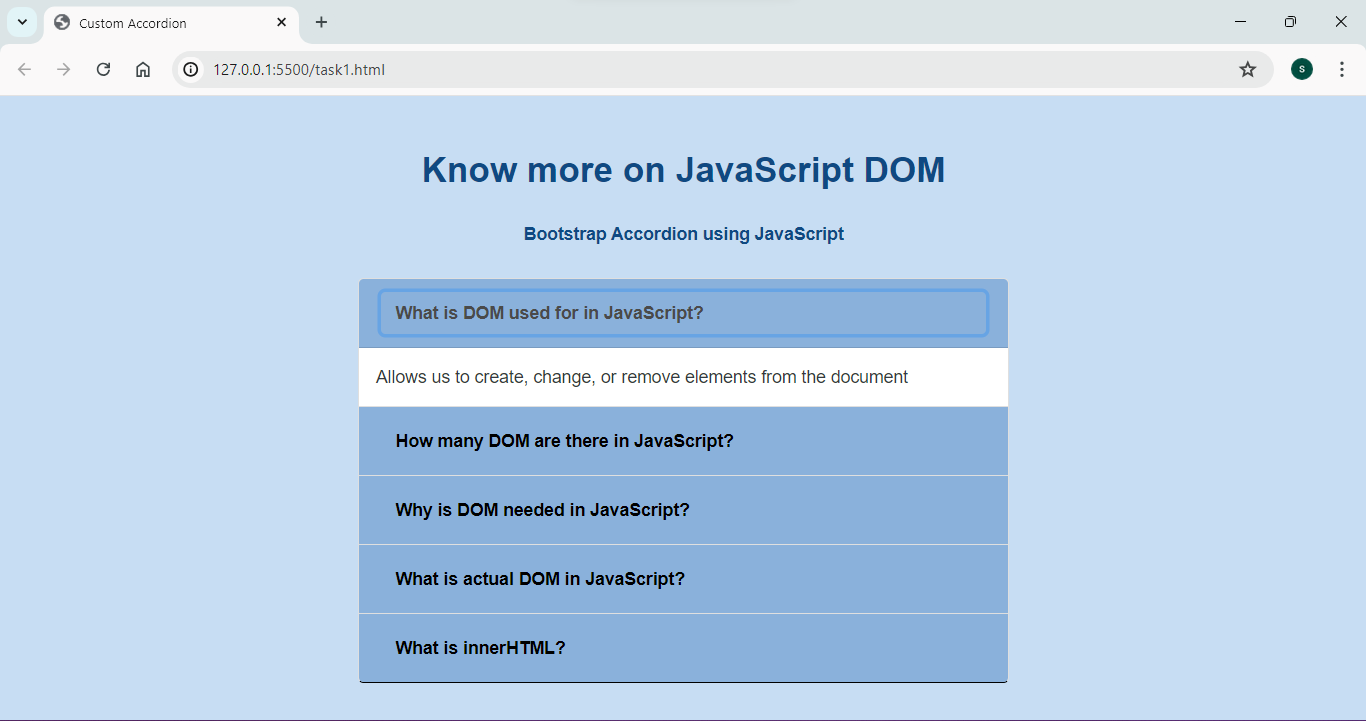 Custom Accordion
127.0.0.1:5500/task1.html
S
Know more on JavaScript DOM
Bootstrap Accordion using JavaScript
What is DOM used for in JavaScript?
Allows us to create, change, or remove elements from the document
How many DOM are there in JavaScript?
Why is DOM needed in JavaScript?
What is actual DOM in JavaScript?
What is innerHTML?